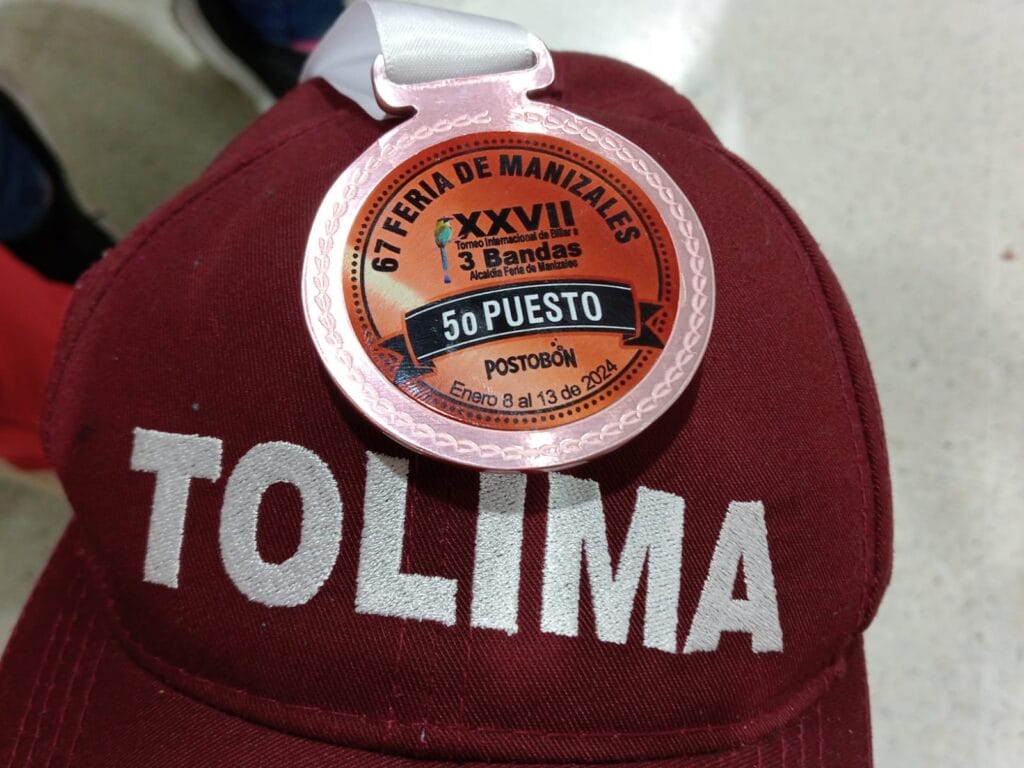 67 FERIA DE MANIZALES
XXVII
Torneo Internacional de Billar a
3 Bandas
Alcaldia Feria de Manizales
5o PUESTO
POSTOBÓN
Enero 8 al 13 de 2024
TOLIMA